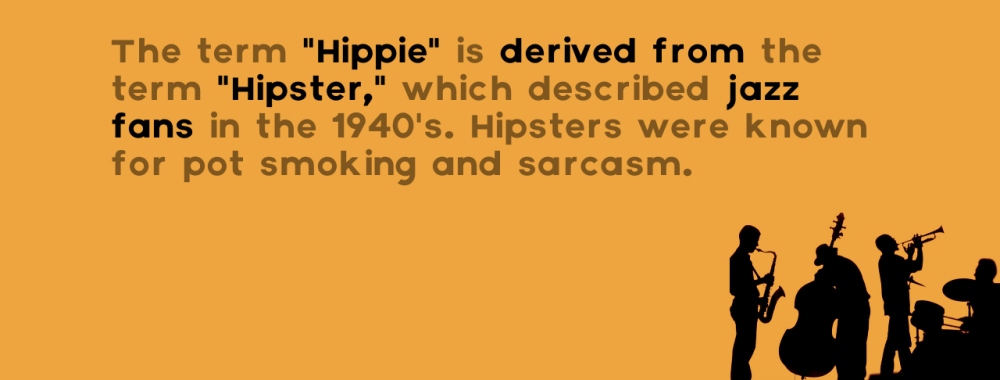 The term "Hippie" is derived from the
term "Hipster," which described jazz
fans in the 1940's. Hipsters were known
for pot smoking and sarcasm.